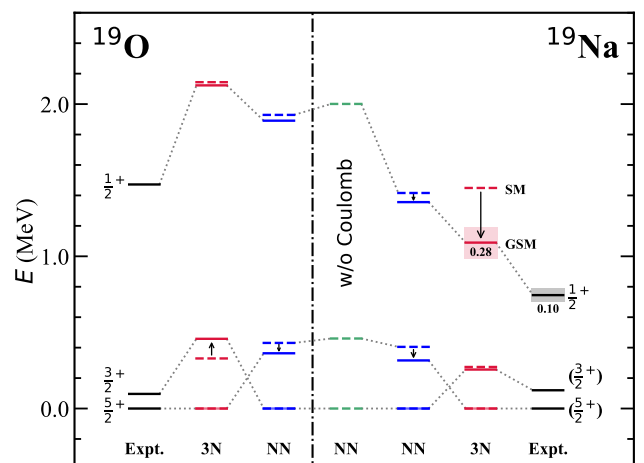 ¹⁹O
¹⁹Na
2.0
1.0
0.0
E (MeV)
1/2⁺
3/2⁺
5/2⁺
w/o Coulomb
SM
GSM
0.28
0.10
1/2⁺
(3/2⁺)
(5/2⁺)
Expt. 3N NN NN NN 3N Expt.